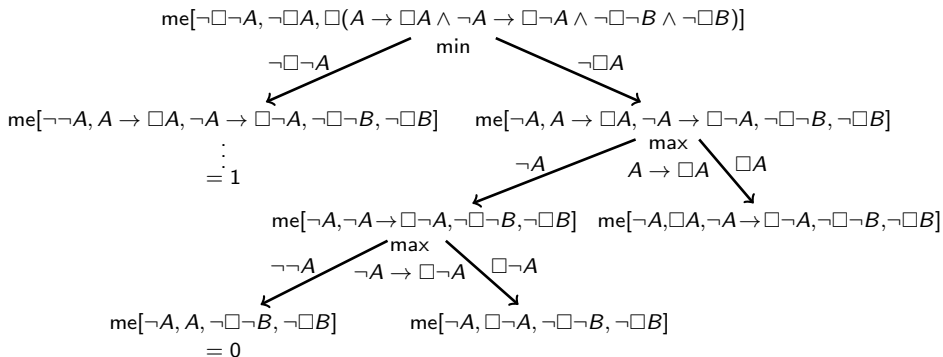 me[¬□¬A, ¬□A, □(A → □A ∧ ¬A → □¬A ∧ ¬□¬B ∧ ¬□B)]
min
¬□¬A
¬□A
me[¬¬A, A → □A, ¬A → □¬A, ¬□¬B, ¬□B]
me[¬A, A → □A, ¬A → □¬A, ¬□¬B, ¬□B]
⋮
= 1
max
¬A
A → □A
□A
me[¬A, ¬A → □¬A, ¬□¬B, ¬□B]
me[¬A, □A, ¬A → □¬A, ¬□¬B, ¬□B]
max
¬¬A
¬A → □¬A
□¬A
me[¬A, A, ¬□¬B, ¬□B]
me[¬A, □¬A, ¬□¬B, ¬□B]
= 0